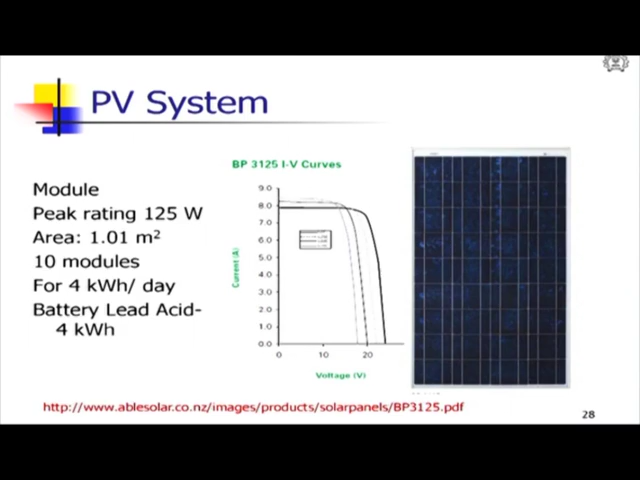 PV System
BP 3125 I-V Curves
Module
Peak rating 125 W
Area: 1.01 m²
10 modules
For 4 kWh/ day
Battery Lead Acid-
4 kWh
Current (A)
9.0
8.0
7.0
6.0
5.0
4.0
3.0
2.0
1.0
0.0
0 10 20
Voltage (V)
http://www.ablesolar.co.nz/images/products/solarpanels/BP3125.pdf
28